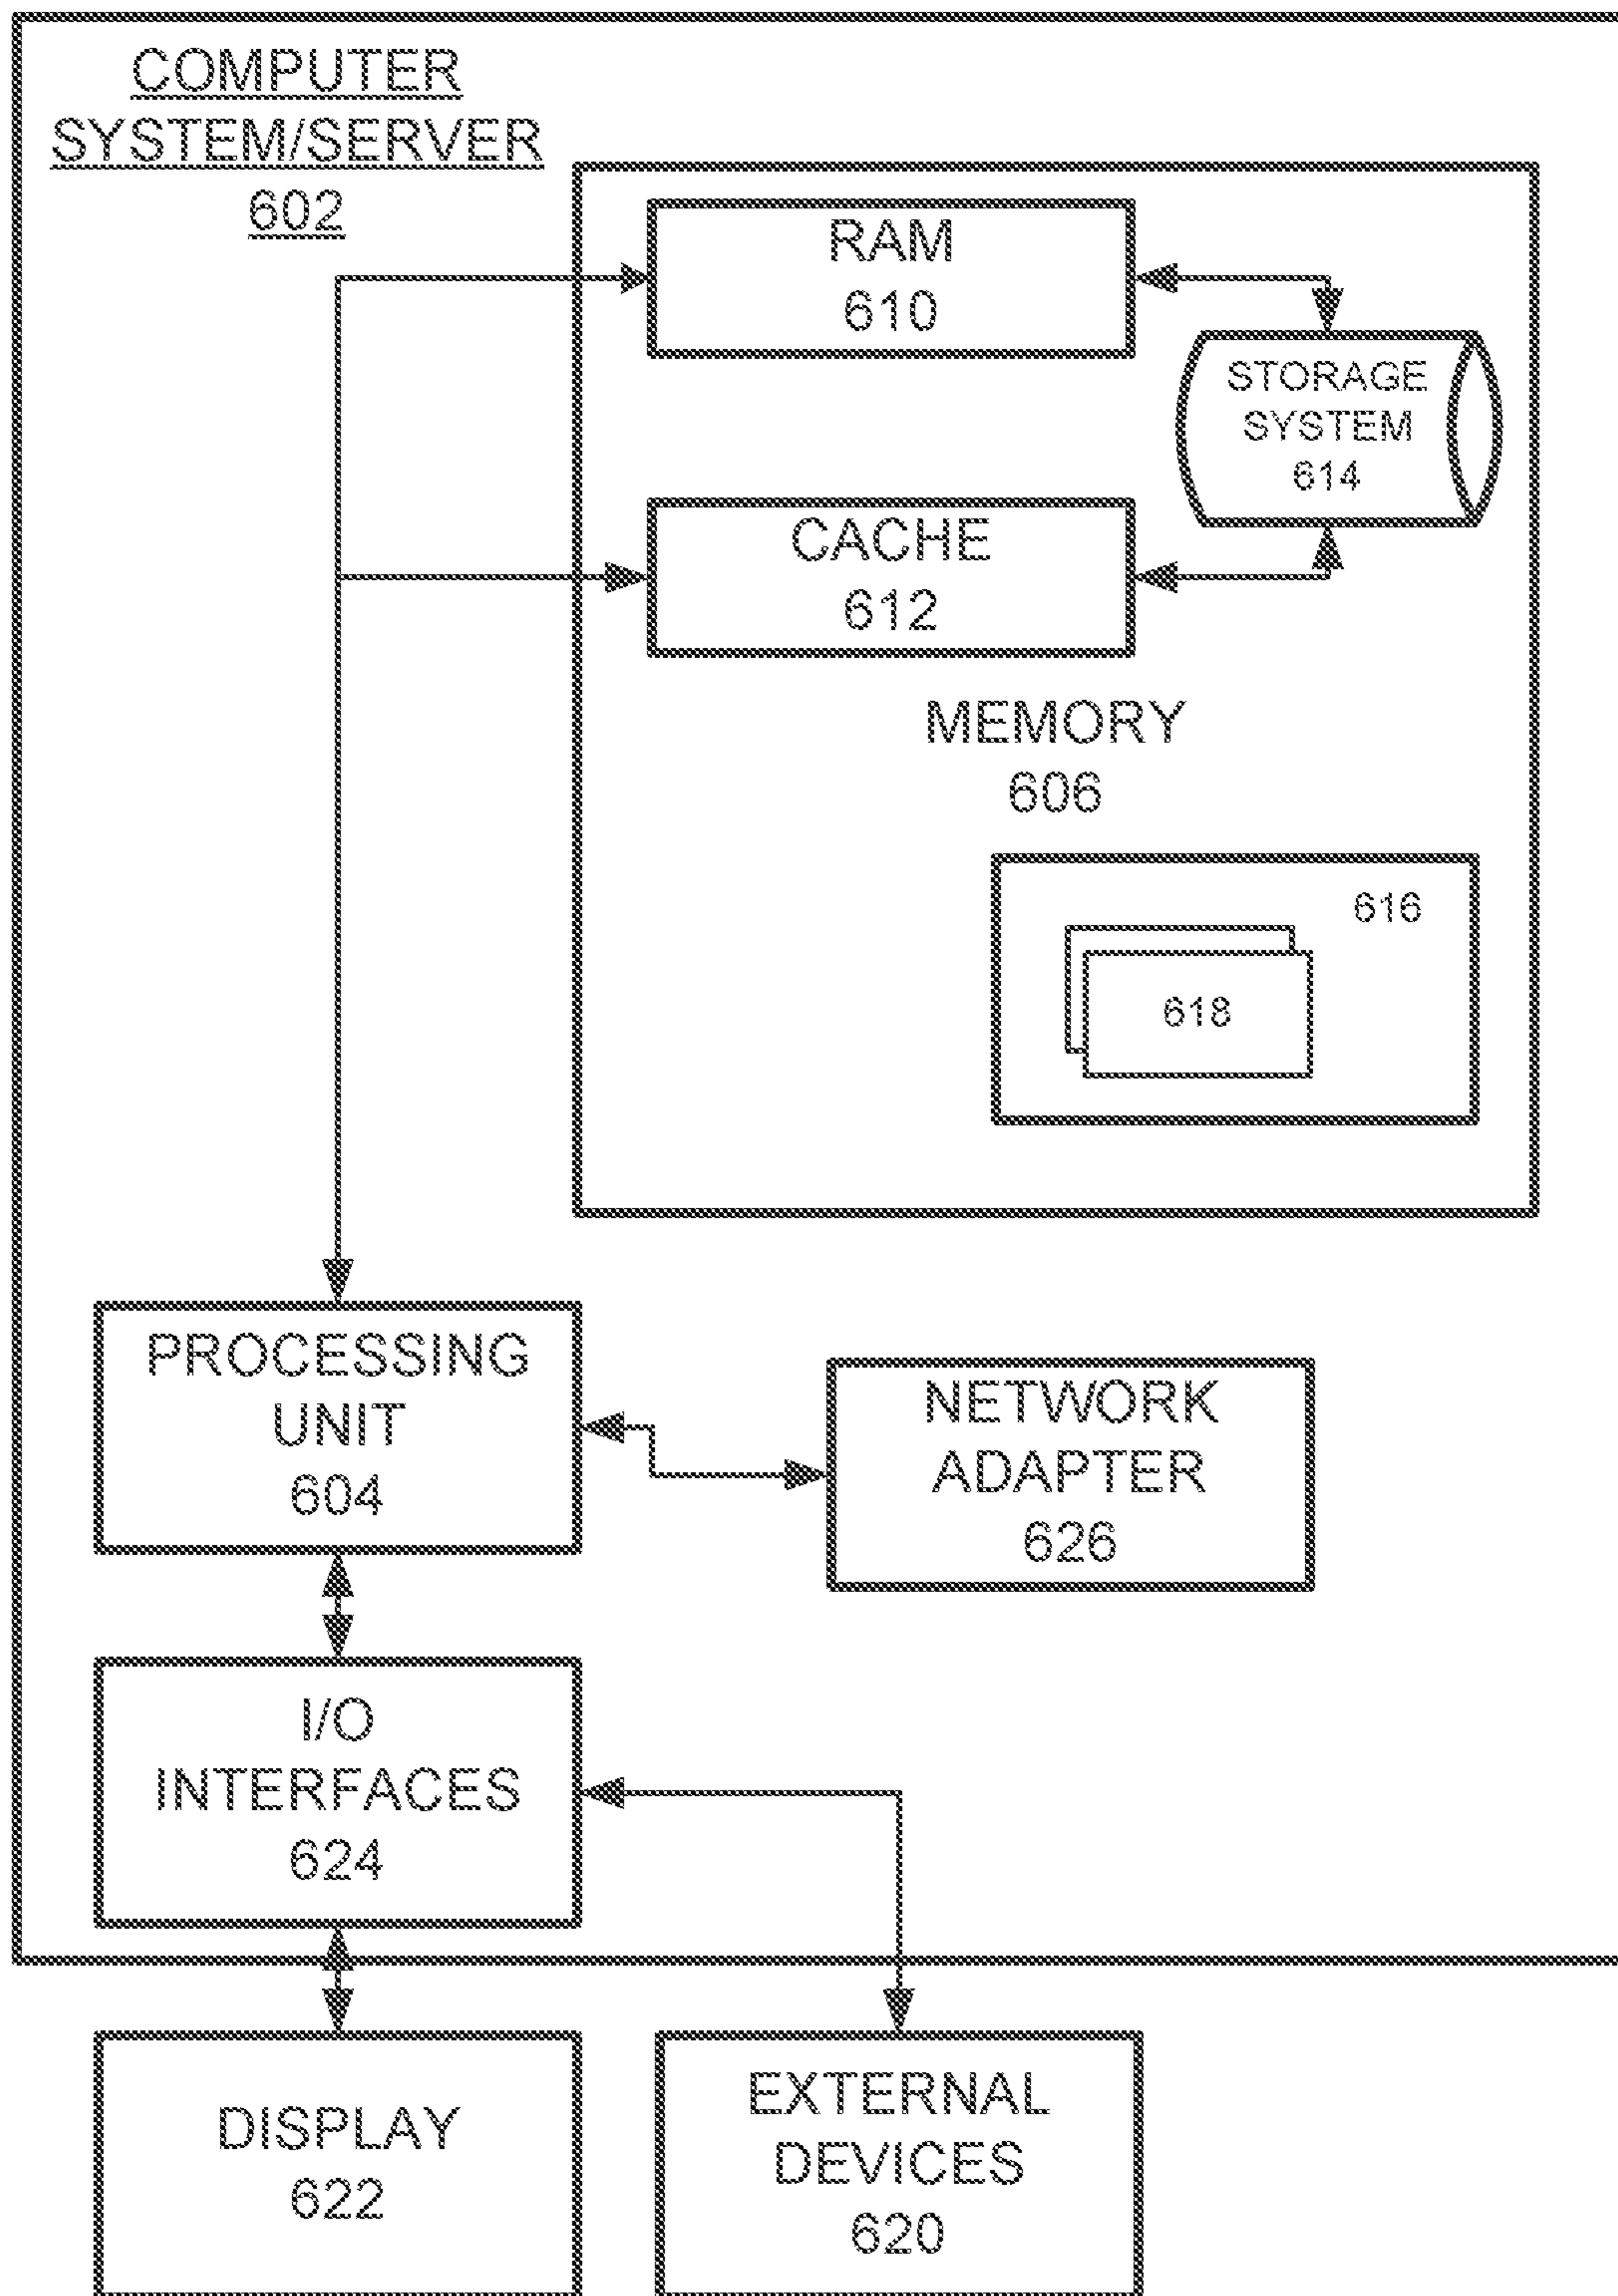 COMPUTER
SYSTEM/SERVER
602
RAM
610
STORAGE
SYSTEM
614
CACHE
612
MEMORY
606
616
618
PROCESSING
UNIT
604
NETWORK
ADAPTER
626
I/O
INTERFACES
624
DISPLAY
622
EXTERNAL
DEVICES
620